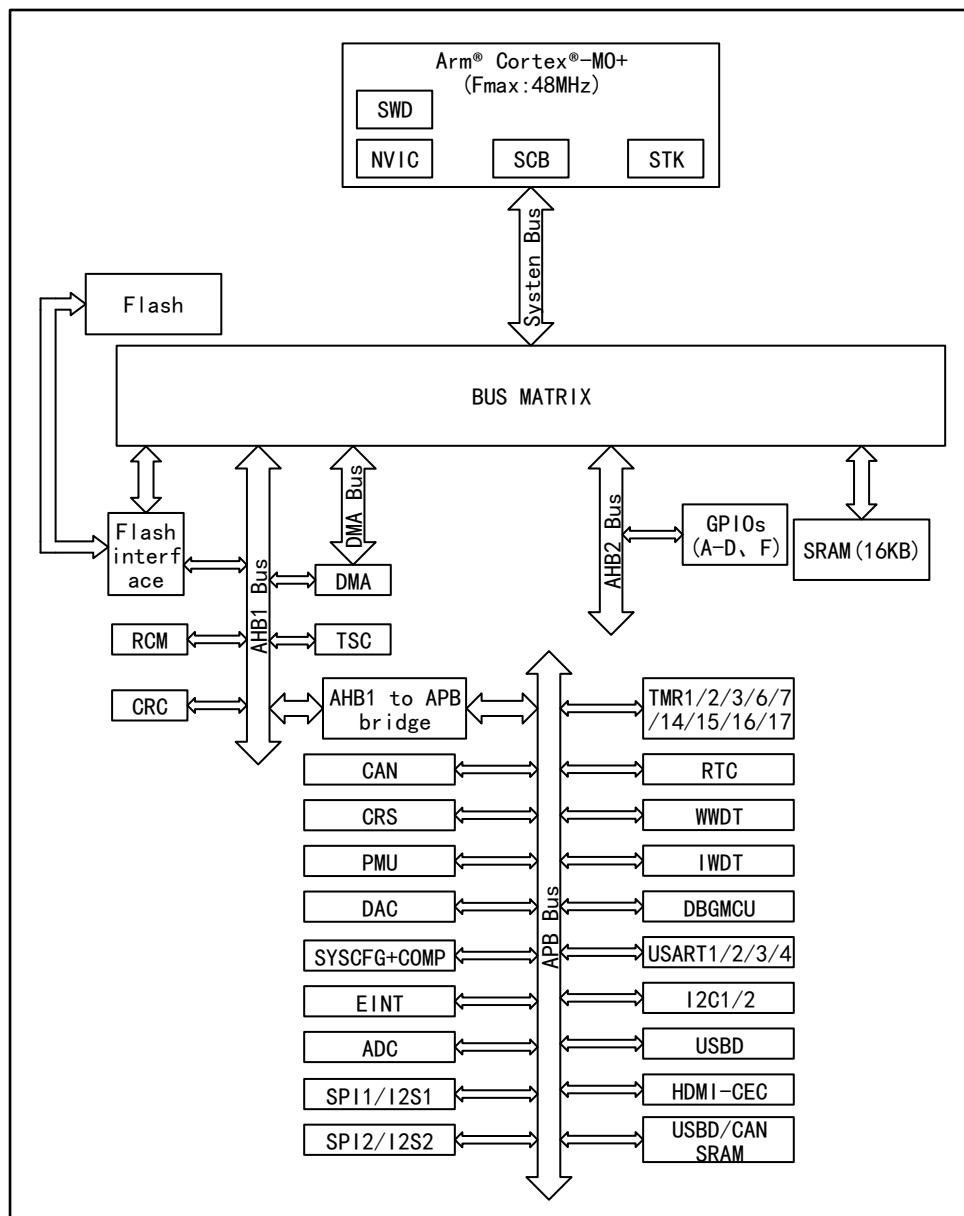 Arm® Cortex®-M0+
(Fmax:48MHz)
SWD
NVIC
SCB
STK
Systen Bus
Flash
BUS MATRIX
Flash
interf
ace
AHB1 Bus
DMA Bus
DMA
AHB2 Bus
GPIOs
(A-D、F)
SRAM(16KB)
RCM
TSC
CRC
AHB1 to APB
bridge
APB Bus
TMR1/2/3/6/7
/14/15/16/17
CAN
RTC
CRS
WWDT
PMU
IWDT
DAC
DBGMCU
SYSCFG+COMP
USART1/2/3/4
EINT
I2C1/2
ADC
USBD
SPI1/I2S1
HDMI-CEC
SPI2/I2S2
USBD/CAN
SRAM